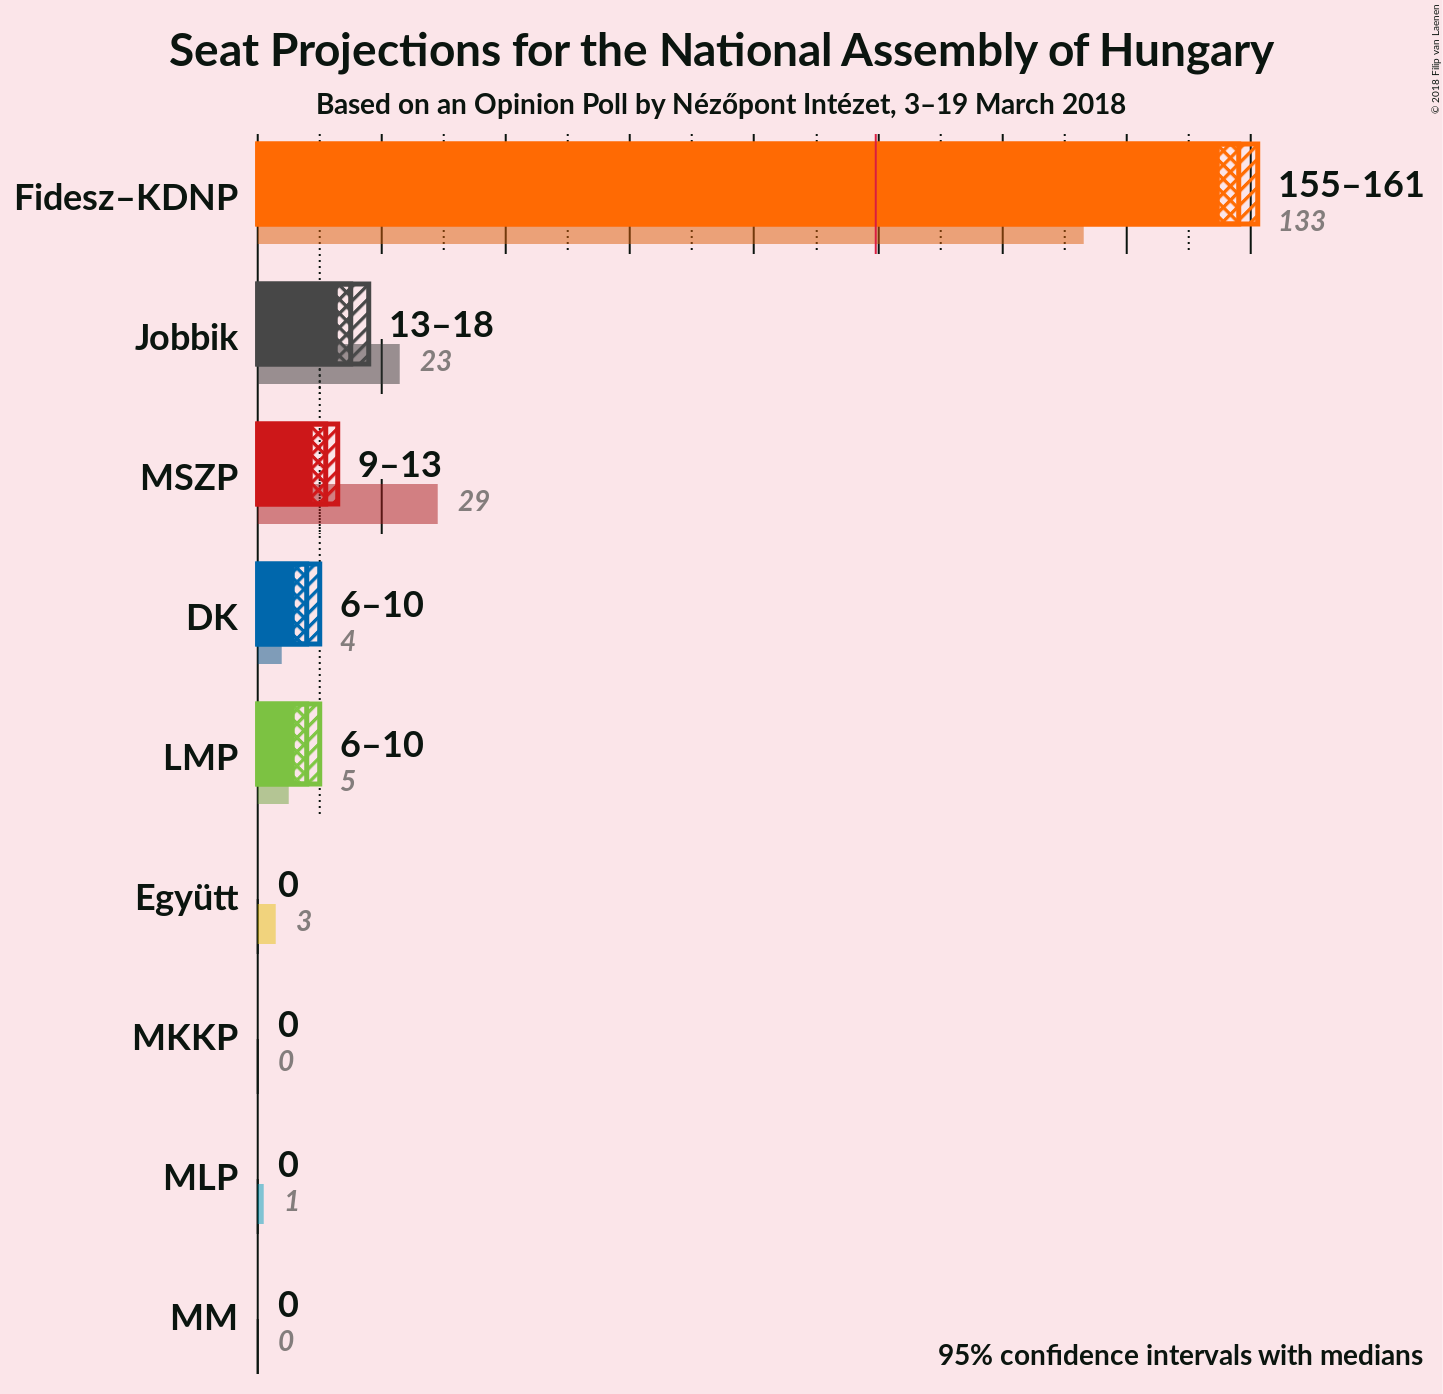 Seat Projections for the National Assembly of Hungary
Based on an Opinion Poll by Nézőpont Intézet, 3–19 March 2018
© 2018 Filip van Laenen
Fidesz–KDNP
155–161
133
Jobbik
13–18
23
MSZP
9–13
29
DK
6–10
4
LMP
6–10
5
Együtt
0
3
MKKP
0
0
MLP
0
1
MM
0
0
95% confidence intervals with medians